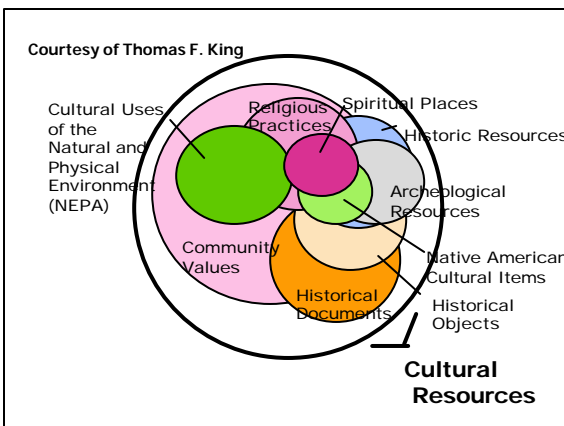 Courtesy of Thomas F. King
Cultural Uses
of the
Natural and
Physical
Environment
(NEPA)
Religious
Practices
Spiritual Places
Historic Resources
Archeological
Resources
Community
Values
Native American
Cultural Items
Historical
Documents
Historical
Objects
Cultural
Resources